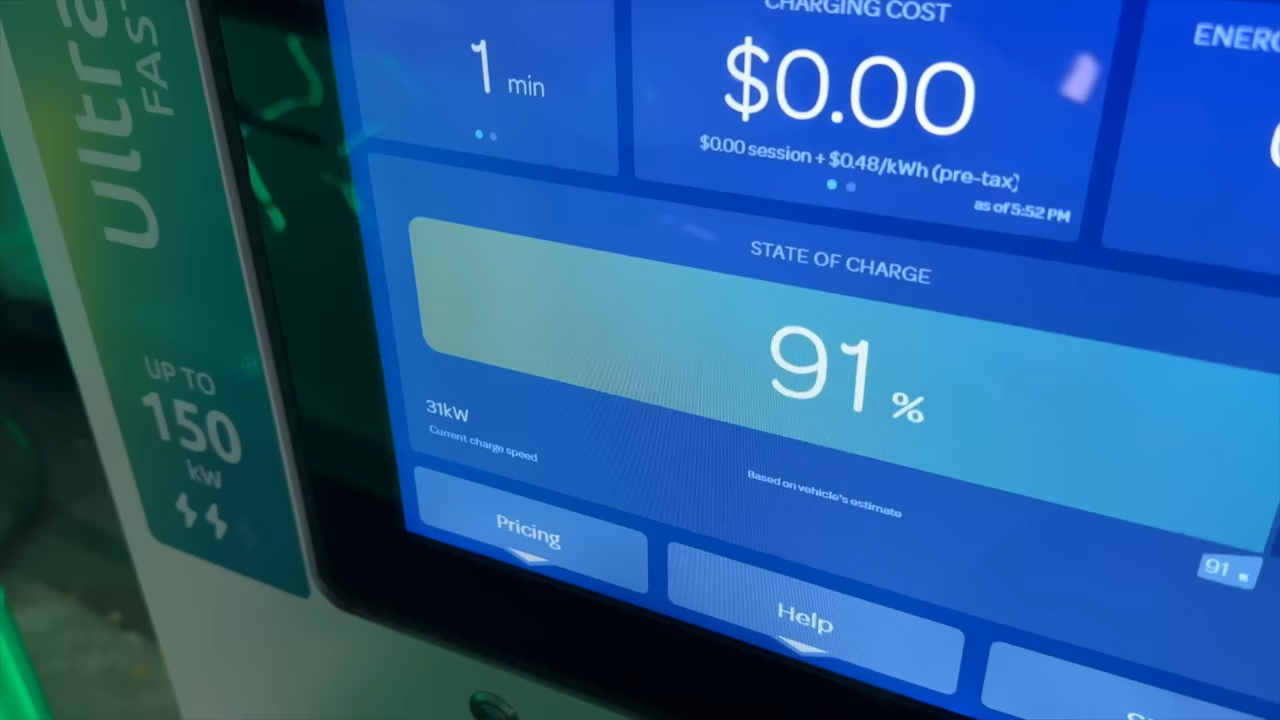 Ultra
FAST
UP TO
150
kW
1 min
CHARGING COST
$0.00
$0.00 session + $0.48/kWh (pre-tax)
as of 5:52 PM
ENERG
STATE OF CHARGE
91 %
31kW
Current charge speed
Based on vehicle's estimate
91 %
Pricing
Help